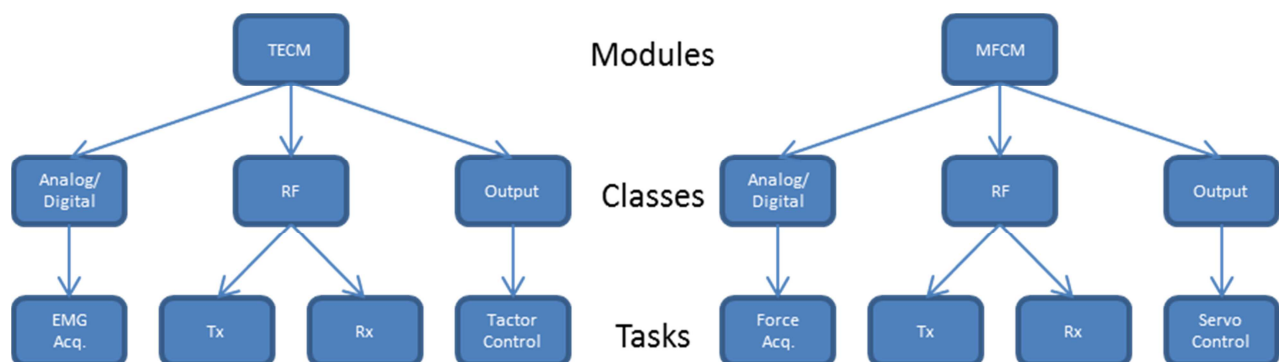 TECM
Modules
MFCM
Analog/
Digital
RF
Output
Classes
Analog/
Digital
RF
Output
EMG
Acq.
Tx
Rx
Tactor
Control
Tasks
Force
Acq.
Tx
Rx
Servo
Control